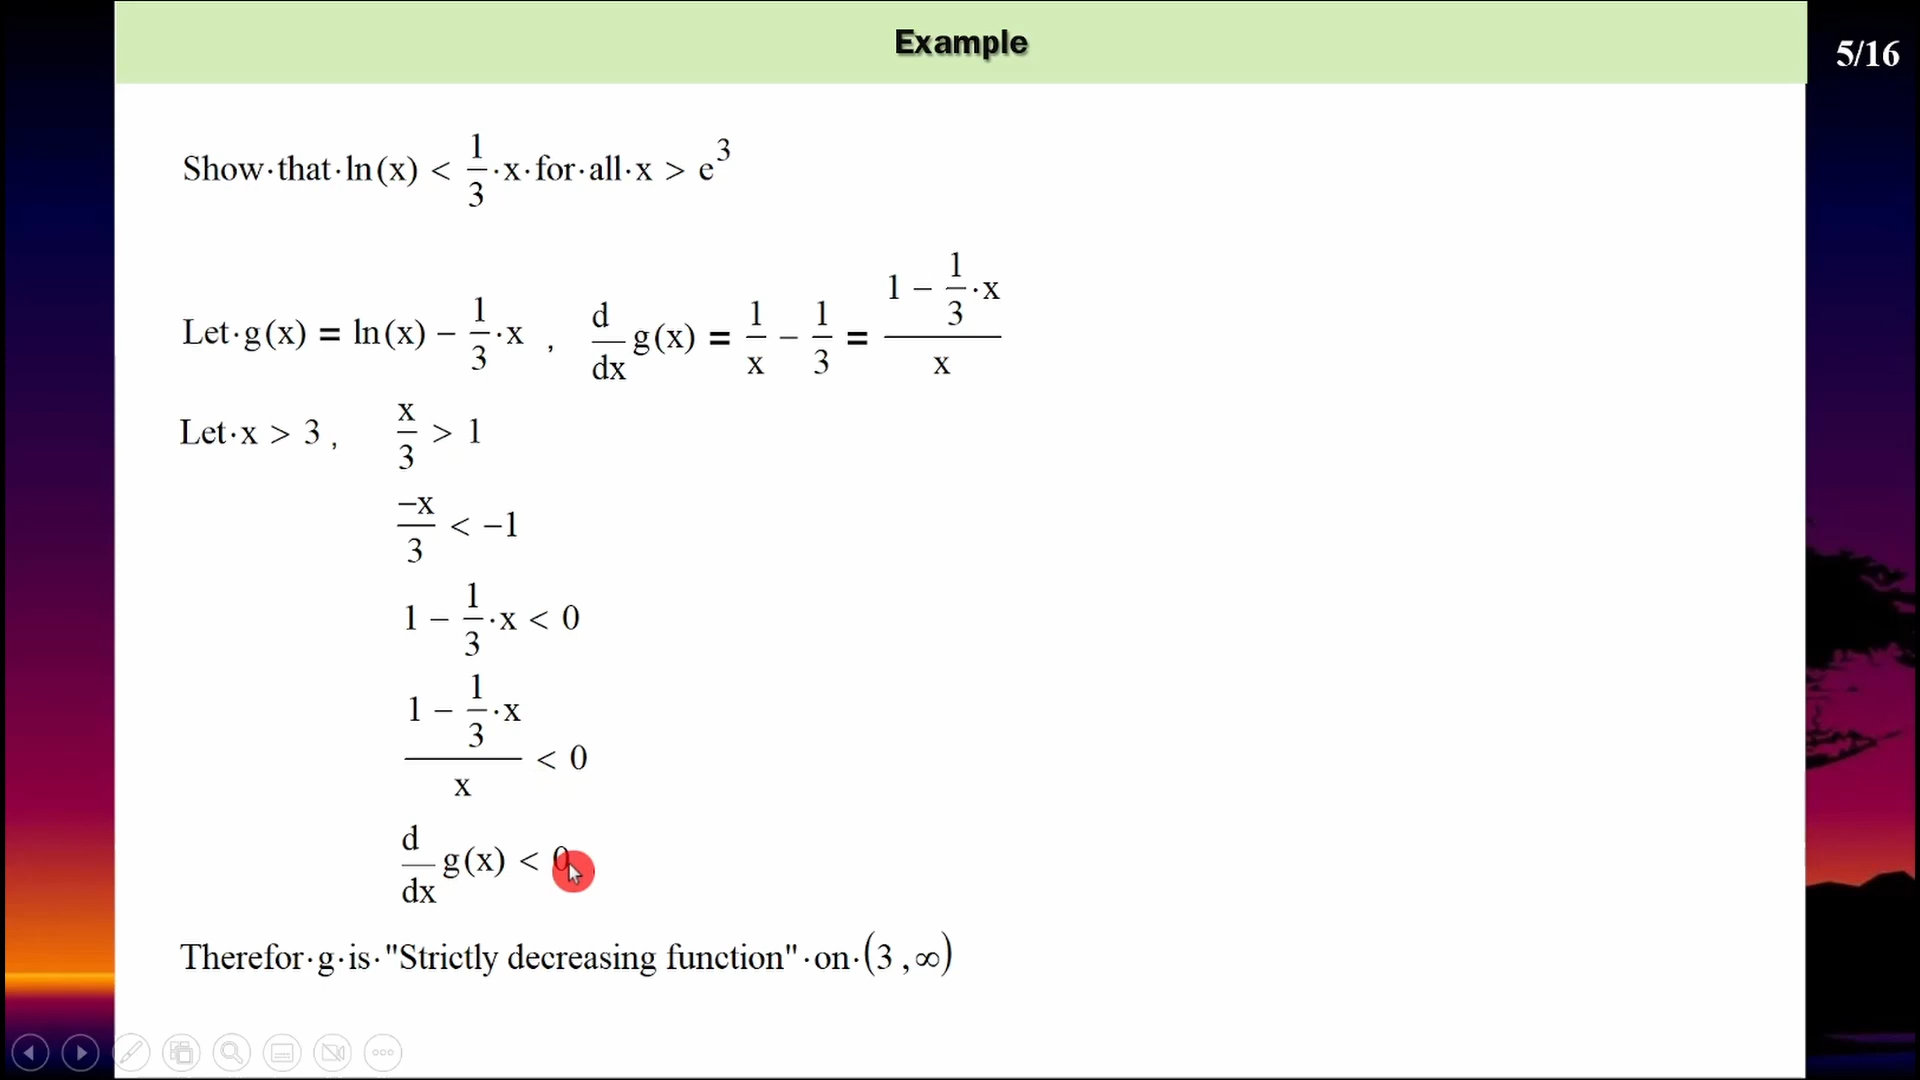 Example
5/16
Show·that·ln(x) < 1/3·x·for·all·x > e^3
Let·g(x) = ln(x) − 1/3·x , d/dx g(x) = 1/x − 1/3 = (1 − 1/3·x)/x
Let·x > 3 , x/3 > 1
−x/3 < −1
1 − 1/3·x < 0
(1 − 1/3·x)/x < 0
d/dx g(x) < 0
Therefor·g·is·"Strictly decreasing function"·on·(3 ,∞)